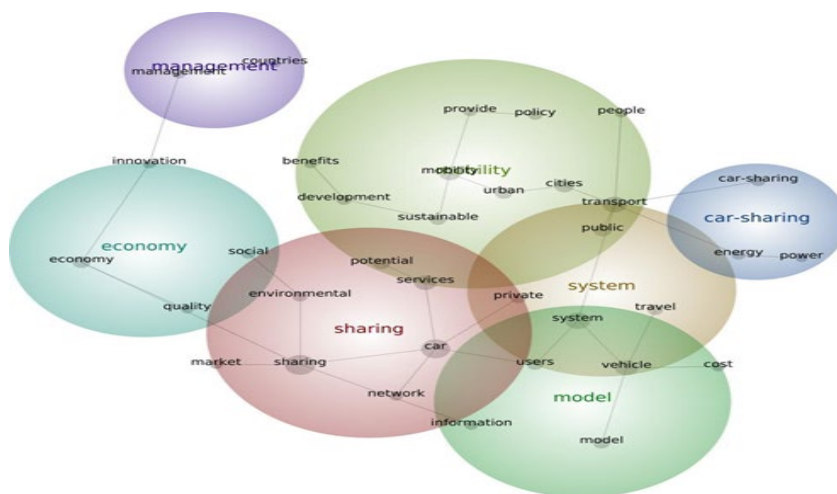 management
management
countries
provide
policy
people
innovation
benefits
mobility
mobility
urban
cities
car-sharing
development
transport
sustainable
car-sharing
public
economy
social
economy
energy
power
potential
services
system
environmental
private
quality
travel
system
sharing
car
market
sharing
users
vehicle
cost
network
model
information
model